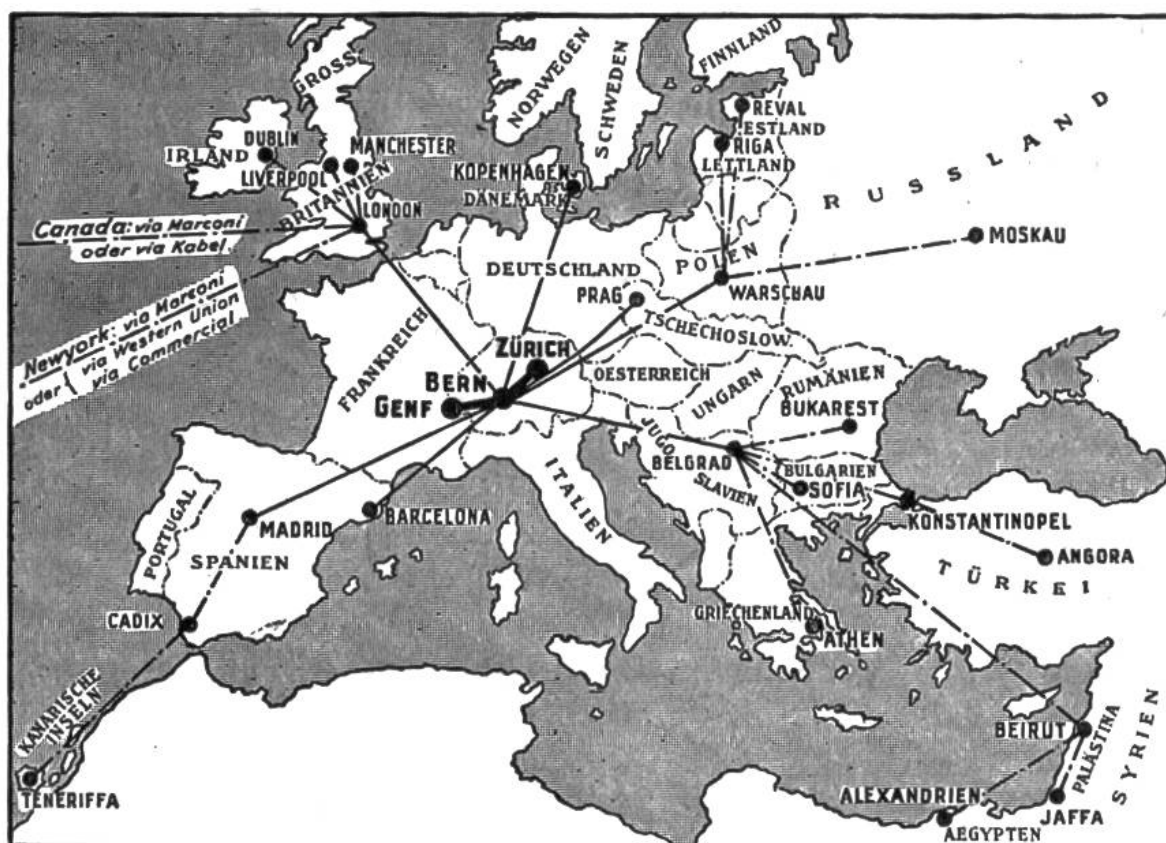 FINNLAND
NORWEGEN
SCHWEDEN
GROSS-
BRITANNIEN
REVAL
ESTLAND
RIGA
LETTLAND
DUBLIN
IRLAND
MANCHESTER
LIVERPOOL
LONDON
KOPENHAGEN
DÄNEMARK
RUSSLAND
MOSKAU
Canada: via Marconi
oder via Kabel
Newyork: via Marconi
oder { via Western Union
via Commercial
DEUTSCHLAND
POLEN
WARSCHAU
PRAG
TSCHECHOSLOW.
FRANKREICH
ZÜRICH
BERN
GENF
OESTERREICH
UNGARN
RUMÄNIEN
BUKAREST
JUGO
SLAVIEN
BELGRAD
BULGARIEN
SOFIA
ITALIEN
KONSTANTINOPEL
ANGORA
TÜRKEI
PORTUGAL
MADRID
SPANIEN
BARCELONA
CADIX
GRIECHENLAND
ATHEN
KANARISCHE
INSELN
TENERIFFA
BEIRUT
PALÄSTINA
SYRIEN
ALEXANDRIEN
AEGYPTEN
JAFFA